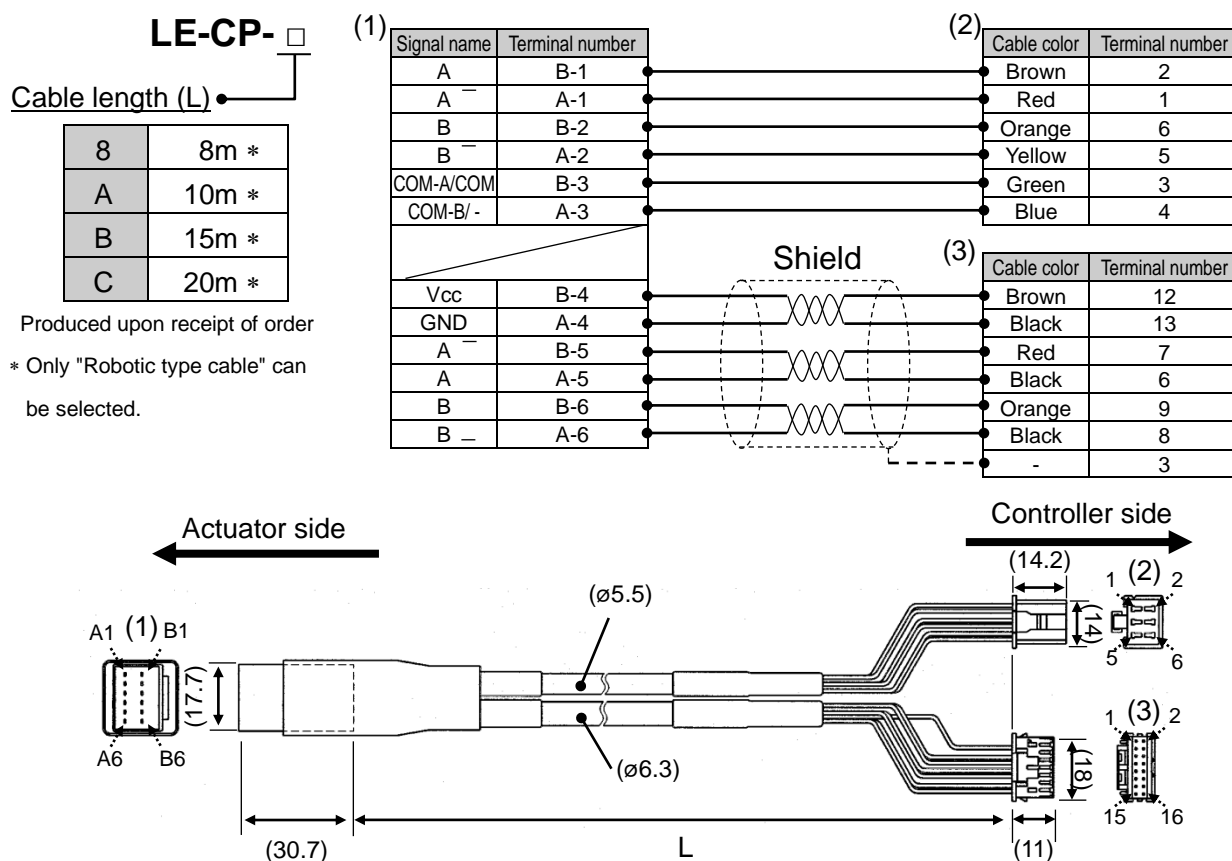 LE-CP- □
Cable length (L)
8 8m *
A 10m *
B 15m *
C 20m *
Produced upon receipt of order
* Only "Robotic type cable" can
be selected.
(1)
Signal name Terminal number
A B-1
A ¯ A-1
B B-2
B ¯ A-2
COM-A/COM B-3
COM-B/ - A-3
Vcc B-4
GND A-4
A ¯ B-5
A A-5
B B-6
B _ A-6
(2)
Cable color Terminal number
Brown 2
Red 1
Orange 6
Yellow 5
Green 3
Blue 4
Shield
(3)
Cable color Terminal number
Brown 12
Black 13
Red 7
Black 6
Orange 9
Black 8
- 3
Actuator side
Controller side
A1 (1) B1
A6 B6
(17.7)
(30.7)
(ø5.5)
(ø6.3)
L
(14.2)
(14)
1 (2) 2
5 6
(18)
(11)
1 (3) 2
15 16